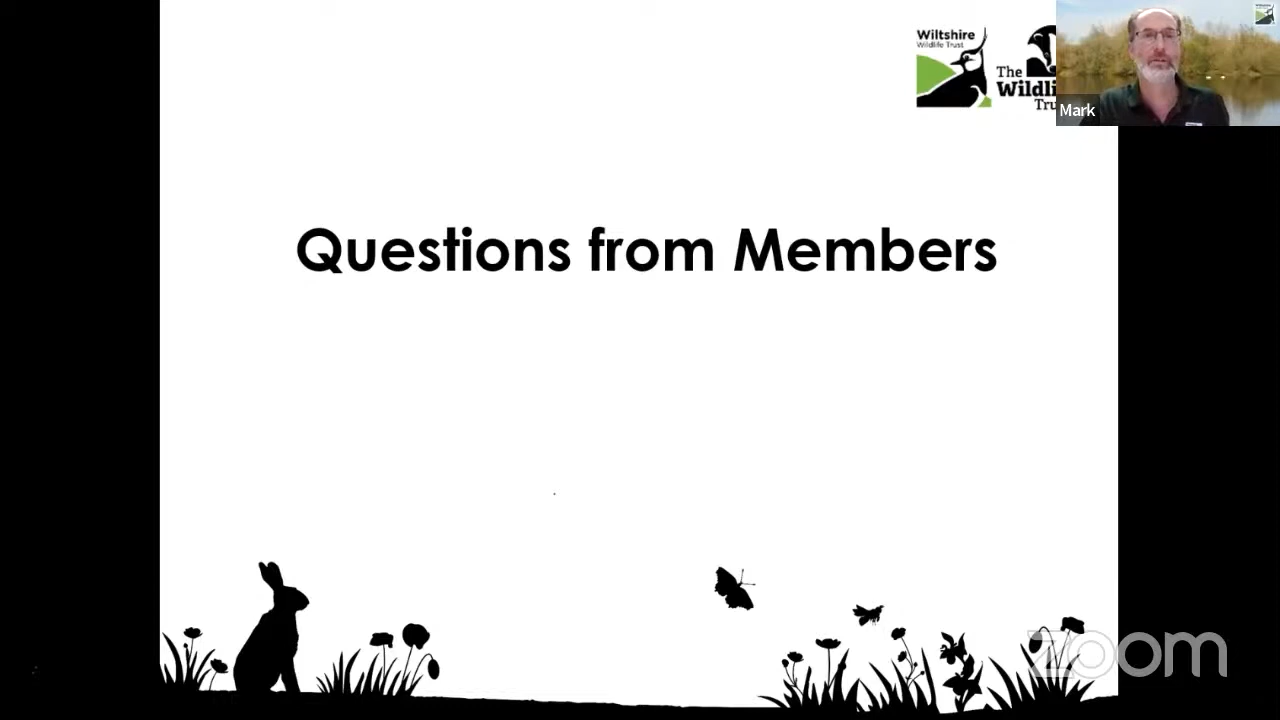 Wiltshire
Wildlife Trust
The
Mark
Questions from Members
zoom